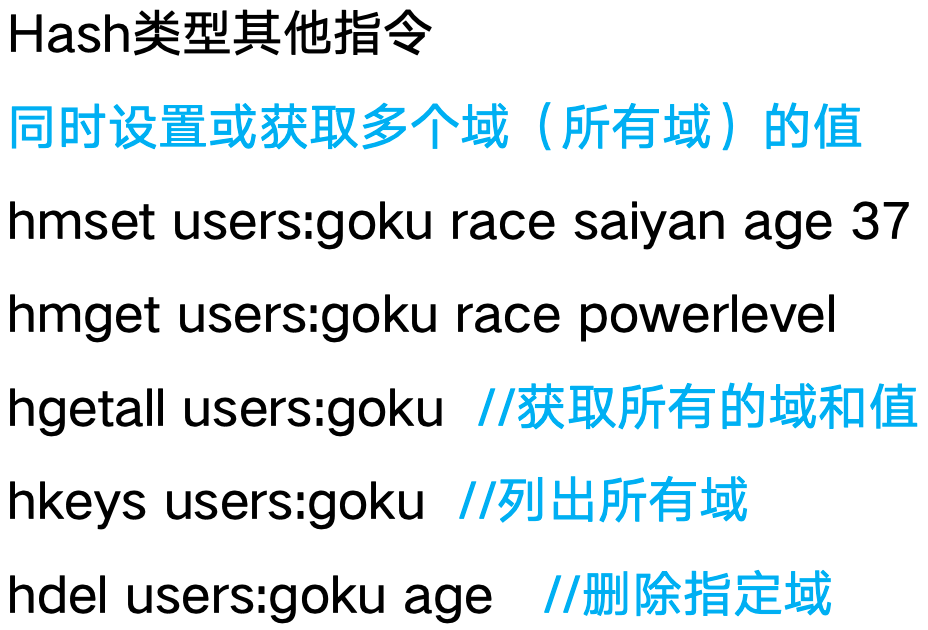 Hash类型其他指令
同时设置或获取多个域（所有域）的值
hmset users:goku race saiyan age 37
hmget users:goku race powerlevel
hgetall users:goku //获取所有的域和值
hkeys users:goku //列出所有域
hdel users:goku age //删除指定域